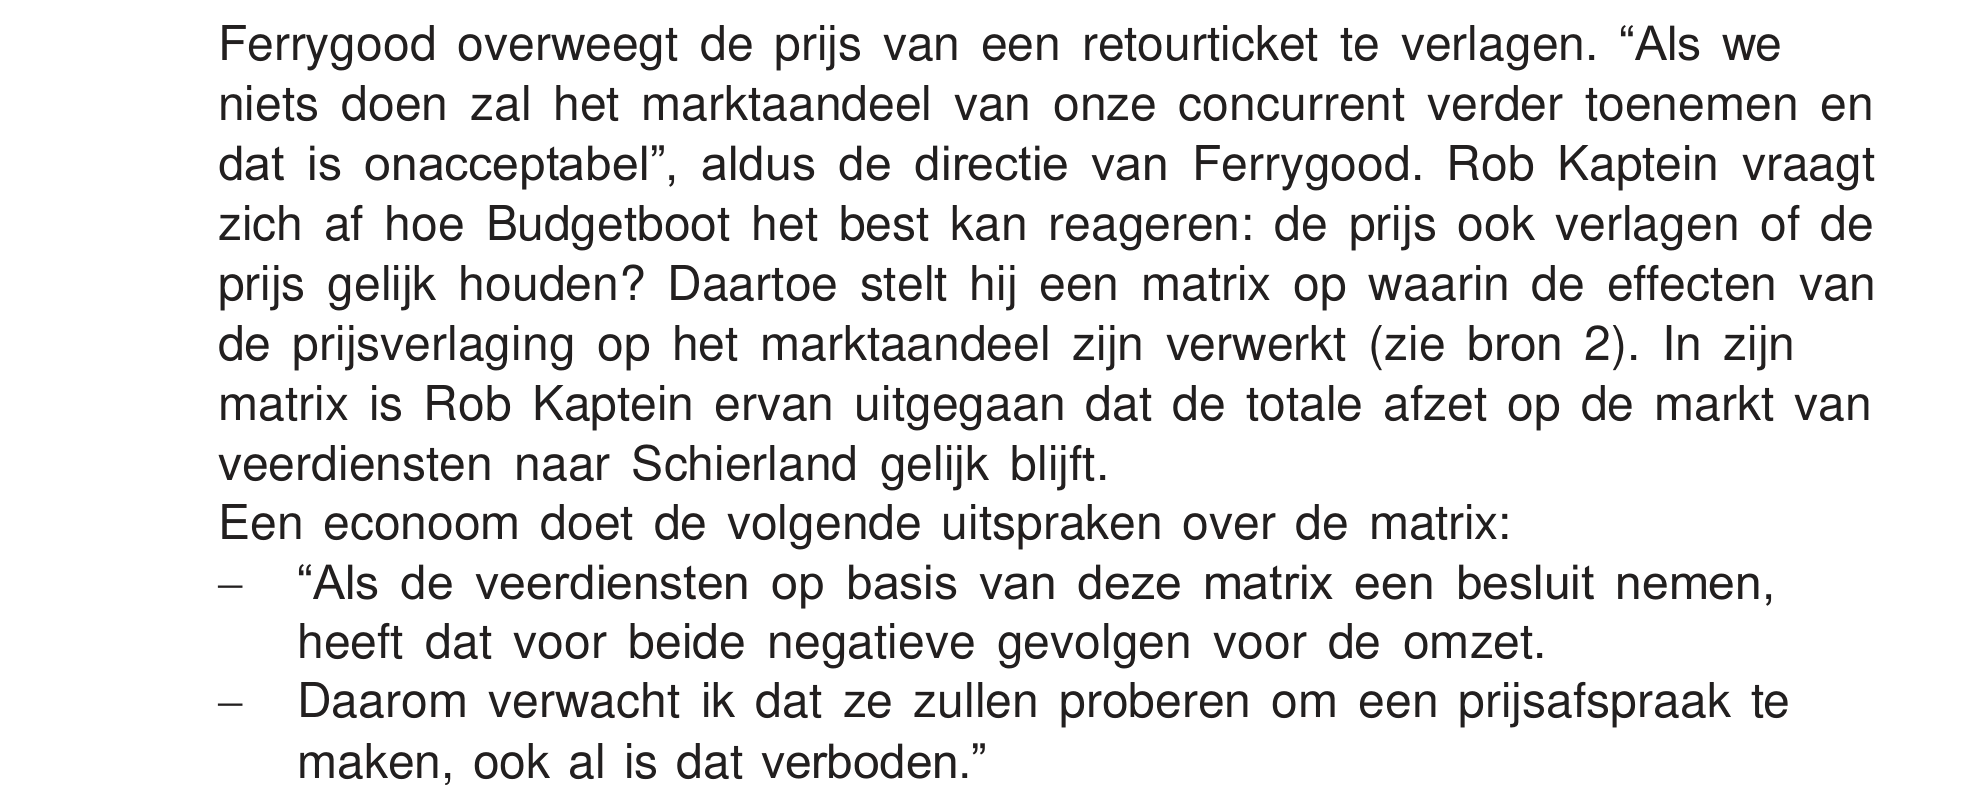 Ferrygood overweegt de prijs van een retourticket te verlagen. “Als we
niets doen zal het marktaandeel van onze concurrent verder toenemen en
dat is onacceptabel”, aldus de directie van Ferrygood. Rob Kaptein vraagt
zich af hoe Budgetboot het best kan reageren: de prijs ook verlagen of de
prijs gelijk houden? Daartoe stelt hij een matrix op waarin de effecten van
de prijsverlaging op het marktaandeel zijn verwerkt (zie bron 2). In zijn
matrix is Rob Kaptein ervan uitgegaan dat de totale afzet op de markt van
veerdiensten naar Schierland gelijk blijft.
Een econoom doet de volgende uitspraken over de matrix:
– “Als de veerdiensten op basis van deze matrix een besluit nemen,
heeft dat voor beide negatieve gevolgen voor de omzet.
– Daarom verwacht ik dat ze zullen proberen om een prijsafspraak te
maken, ook al is dat verboden.”